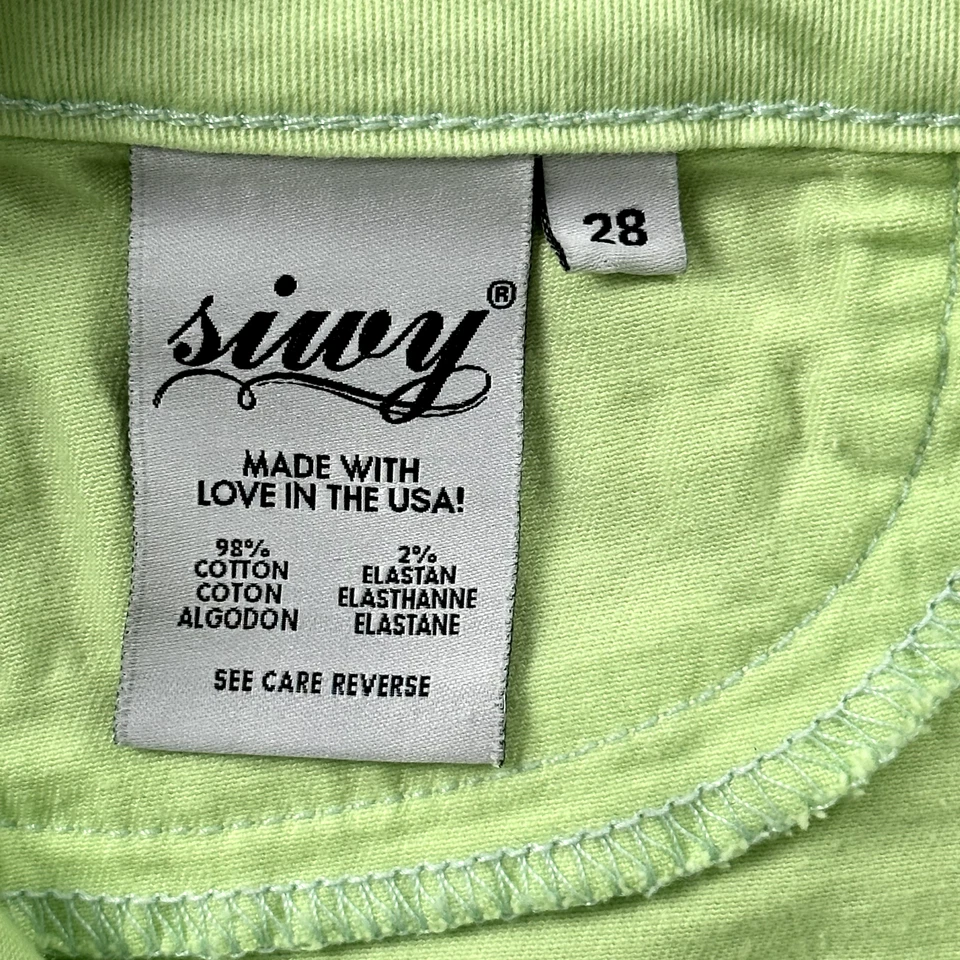 siwy®
28
MADE WITH
LOVE IN THE USA!
98%
COTTON
COTON
ALGODON
2%
ELASTAN
ELASTHANNE
ELASTANE
SEE CARE REVERSE